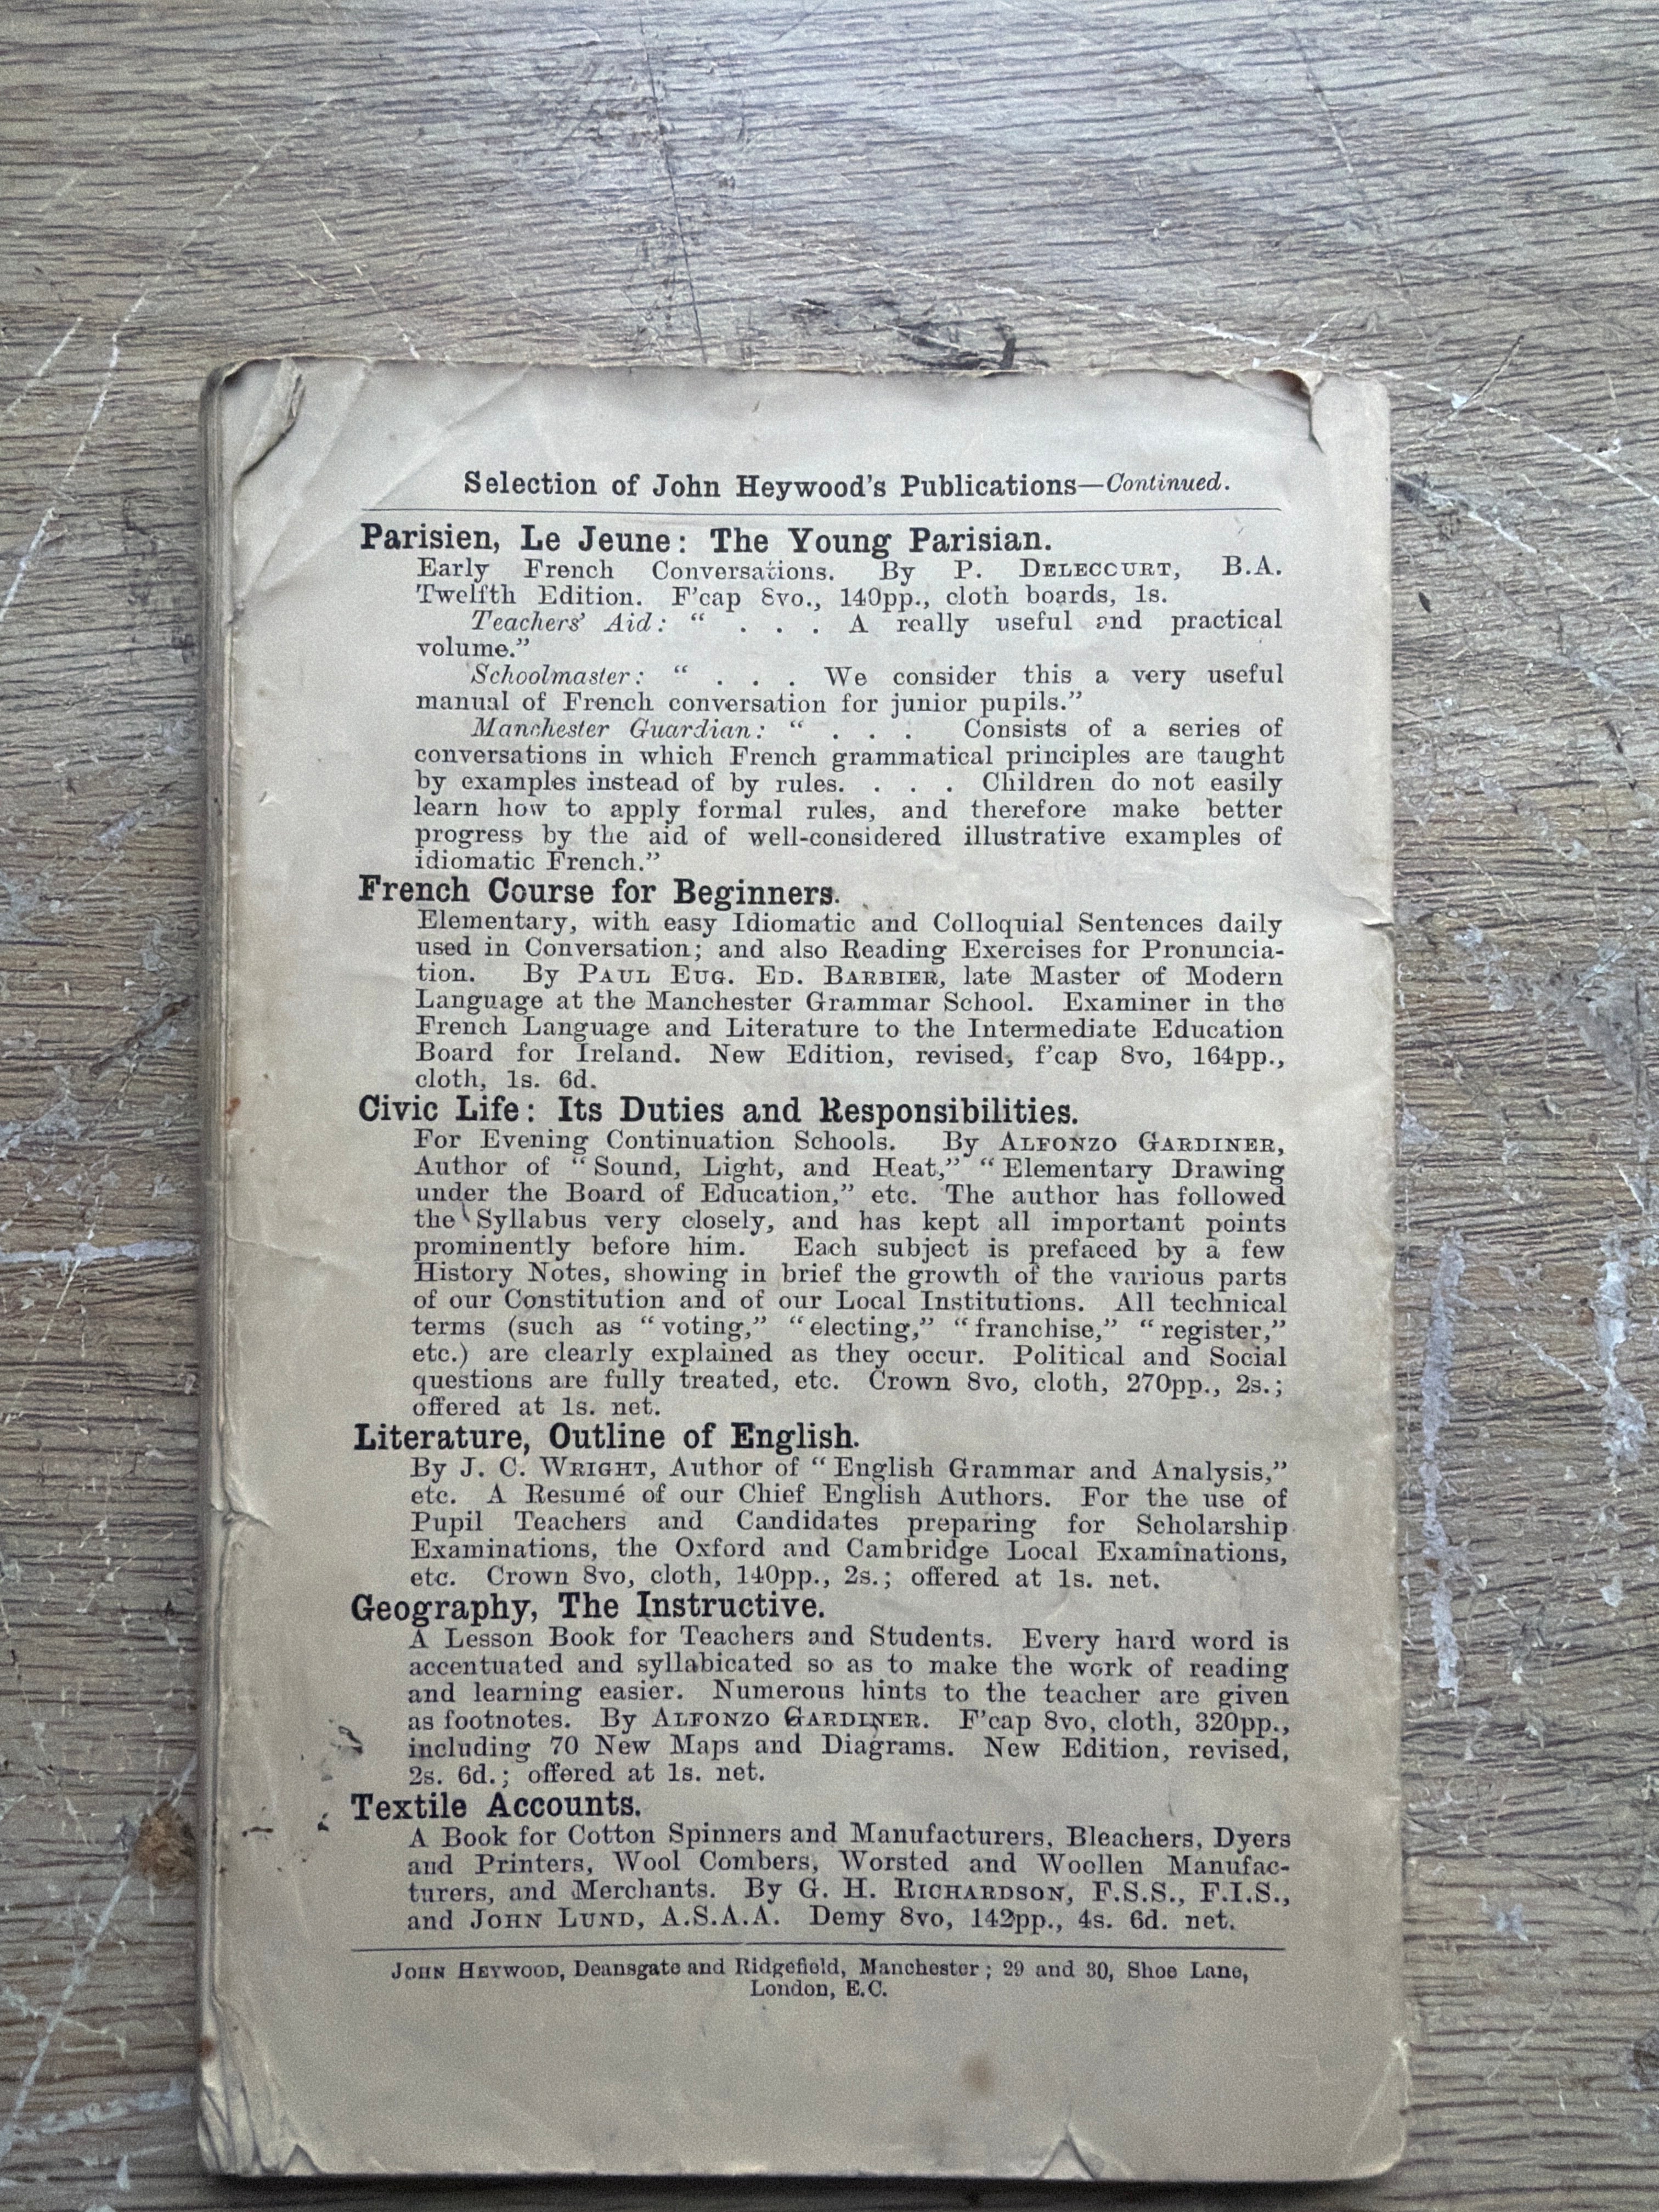 Selection of John Heywood's Publications—Continued.
Parisien, Le Jeune: The Young Parisian.
Early French Conversations. By P. DELECCURT, B.A.
Twelfth Edition. F'cap 8vo., 140pp., cloth boards, 1s.
Teachers' Aid: “ . . . A really useful and practical
volume.”
Schoolmaster: “ . . . We consider this a very useful
manual of French conversation for junior pupils.”
Manchester Guardian: “ . . . Consists of a series of
conversations in which French grammatical principles are taught
by examples instead of by rules. . . . Children do not easily
learn how to apply formal rules, and therefore make better
progress by the aid of well-considered illustrative examples of
idiomatic French.”
French Course for Beginners.
Elementary, with easy Idiomatic and Colloquial Sentences daily
used in Conversation; and also Reading Exercises for Pronuncia-
tion. By PAUL EUG. ED. BARBIER, late Master of Modern
Language at the Manchester Grammar School. Examiner in the
French Language and Literature to the Intermediate Education
Board for Ireland. New Edition, revised, f'cap 8vo, 164pp.,
cloth, 1s. 6d.
Civic Life: Its Duties and Responsibilities.
For Evening Continuation Schools. By ALFONZO GARDINER,
Author of “Sound, Light, and Heat,” “Elementary Drawing
under the Board of Education,” etc. The author has followed
the Syllabus very closely, and has kept all important points
prominently before him. Each subject is prefaced by a few
History Notes, showing in brief the growth of the various parts
of our Constitution and of our Local Institutions. All technical
terms (such as “voting,” “electing,” “franchise,” “register,”
etc.) are clearly explained as they occur. Political and Social
questions are fully treated, etc. Crown 8vo, cloth, 270pp., 2s.;
offered at 1s. net.
Literature, Outline of English.
By J. C. WRIGHT, Author of “English Grammar and Analysis,”
etc. A Resumé of our Chief English Authors. For the use of
Pupil Teachers and Candidates preparing for Scholarship
Examinations, the Oxford and Cambridge Local Examinations,
etc. Crown 8vo, cloth, 140pp., 2s.; offered at 1s. net.
Geography, The Instructive.
A Lesson Book for Teachers and Students. Every hard word is
accentuated and syllabicated so as to make the work of reading
and learning easier. Numerous hints to the teacher are given
as footnotes. By ALFONZO GARDINER. F'cap 8vo, cloth, 320pp.,
including 70 New Maps and Diagrams. New Edition, revised,
2s. 6d.; offered at 1s. net.
Textile Accounts.
A Book for Cotton Spinners and Manufacturers, Bleachers, Dyers
and Printers, Wool Combers, Worsted and Woollen Manufac-
turers, and Merchants. By G. H. RICHARDSON, F.S.S., F.I.S.,
and JOHN LUND, A.S.A.A. Demy 8vo, 142pp., 4s. 6d. net.
JOHN HEYWOOD, Deansgate and Ridgefield, Manchester; 29 and 30, Shoe Lane,
London, E.C.